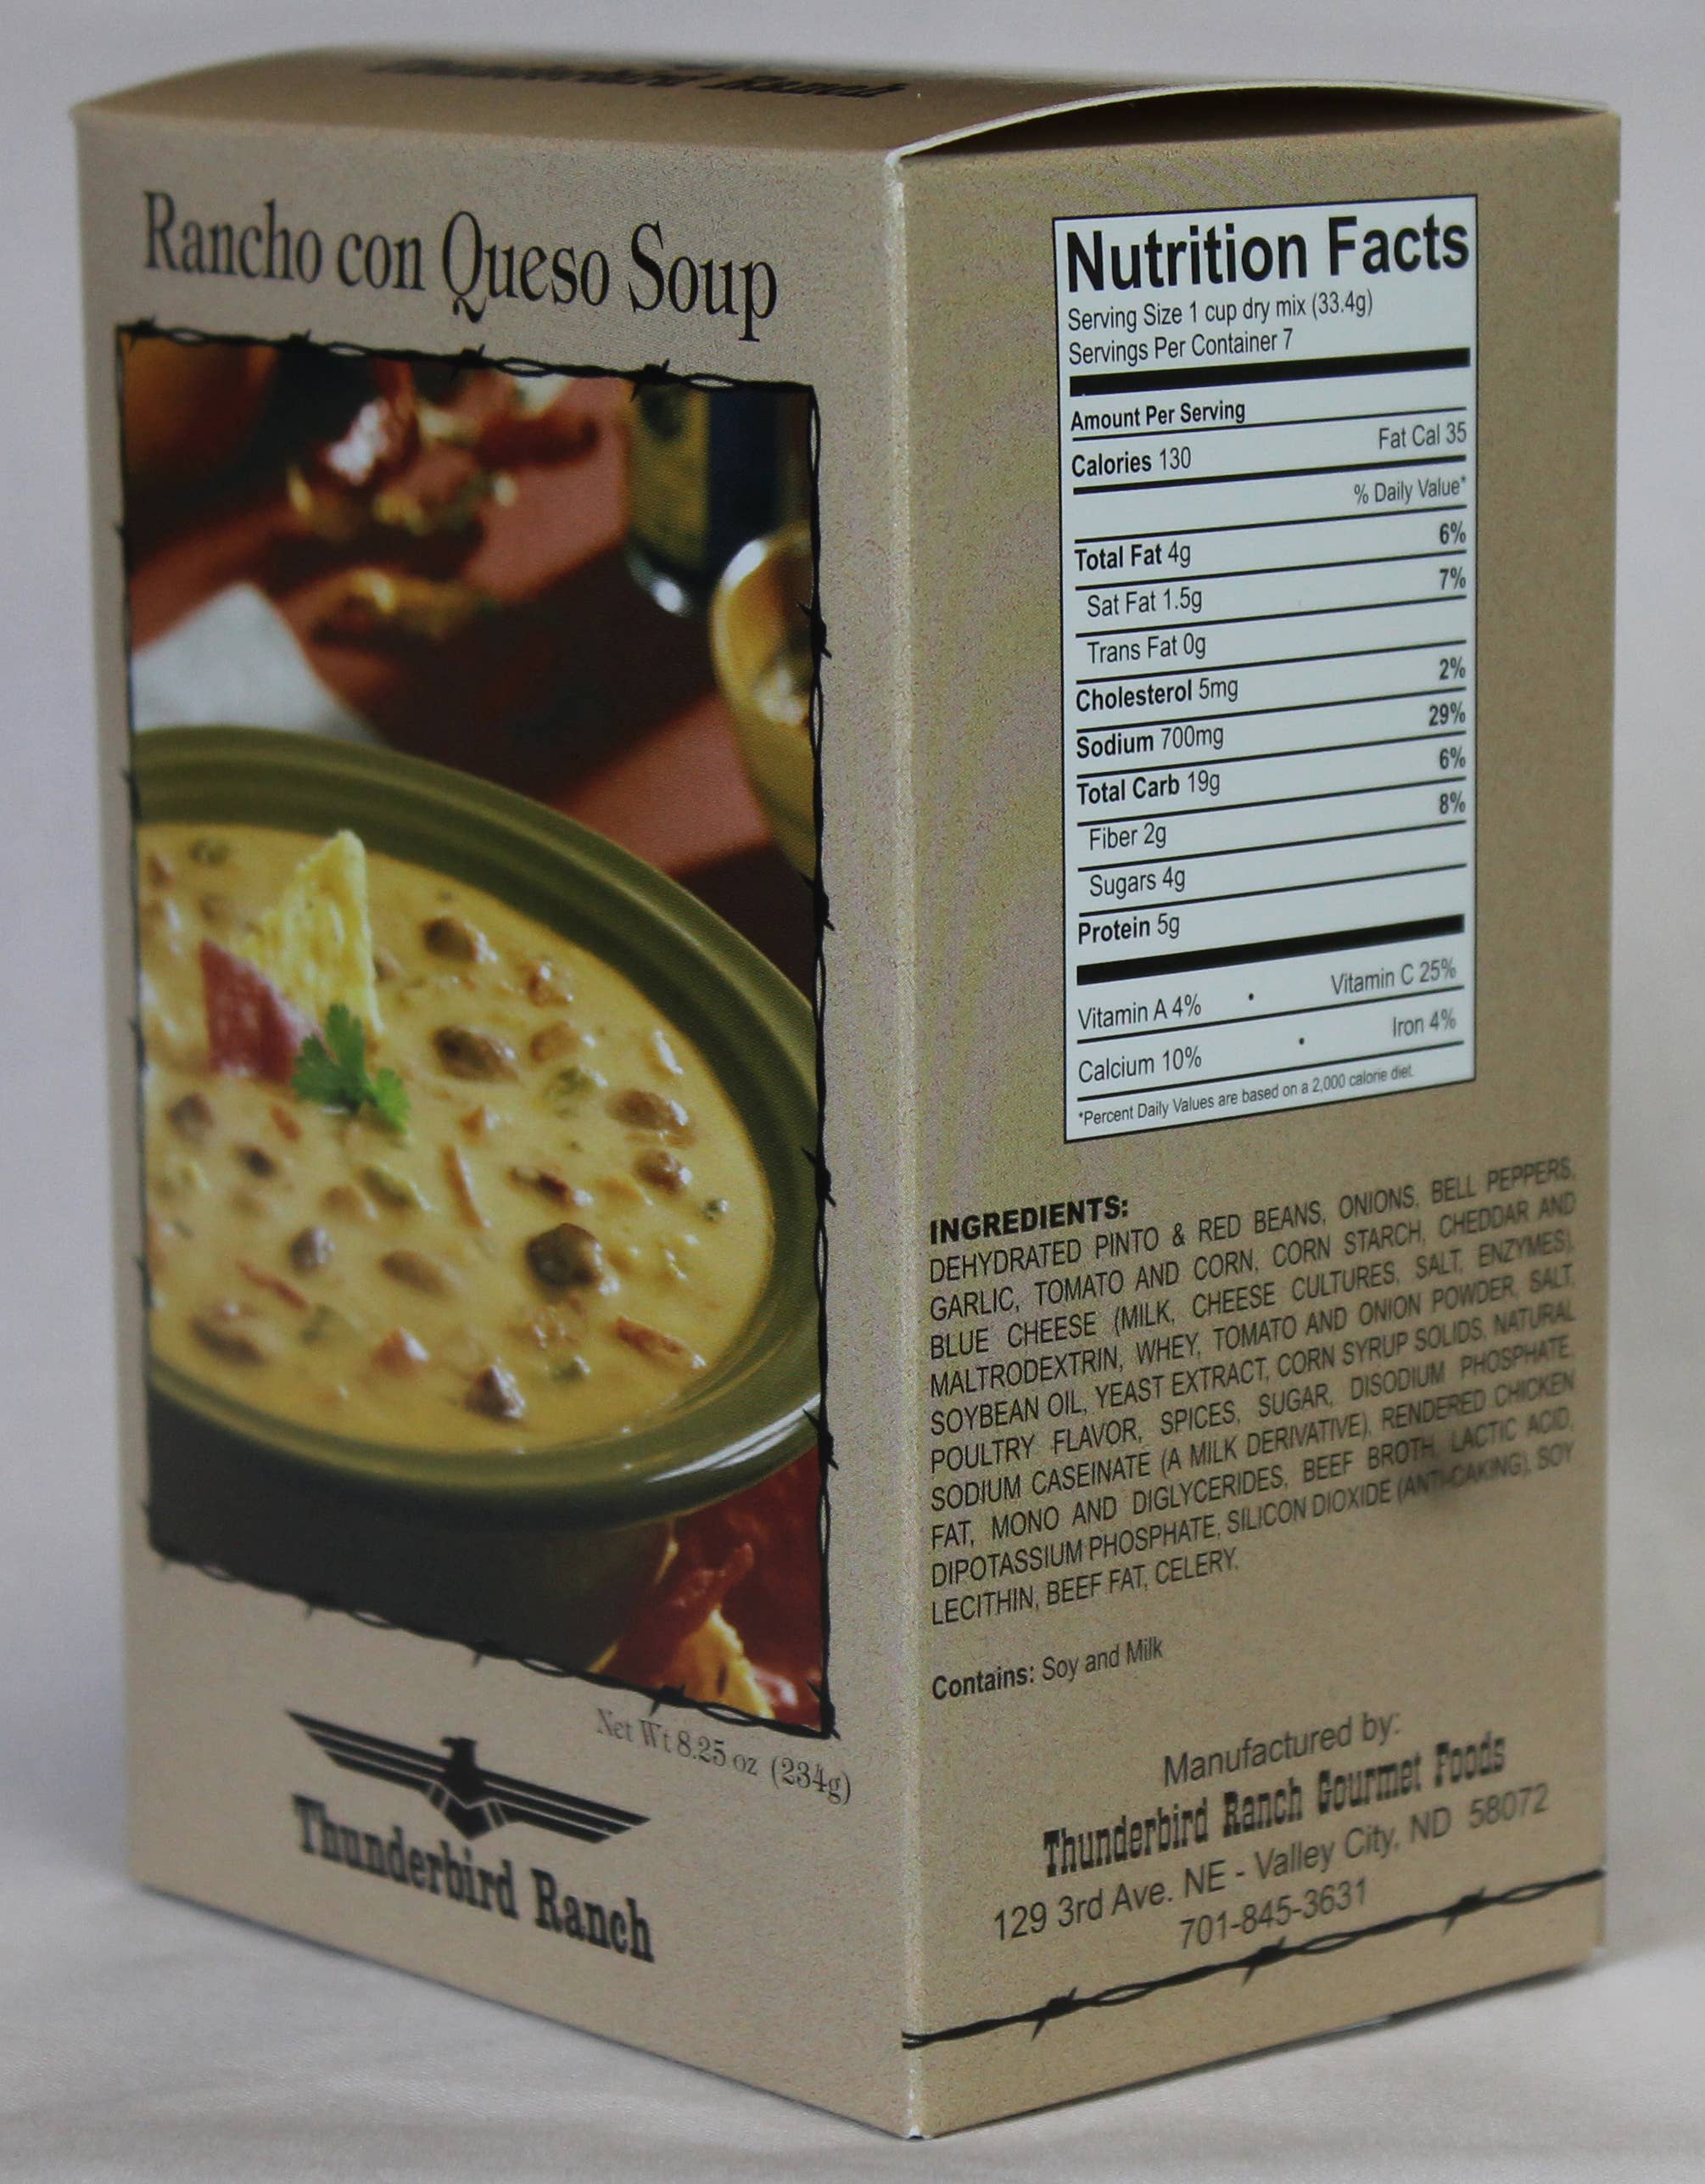 Thunderbird Ranch
Rancho con Queso Soup
Net Wt 8.25 oz (234g)
Thunderbird Ranch
Nutrition Facts
Serving Size 1 cup dry mix (33.4g)
Servings Per Container 7
Amount Per Serving
Calories 130 Fat Cal 35
% Daily Value*
Total Fat 4g 6%
Sat Fat 1.5g 7%
Trans Fat 0g
Cholesterol 5mg 2%
Sodium 700mg 29%
Total Carb 19g 6%
Fiber 2g 8%
Sugars 4g
Protein 5g
Vitamin A 4% • Vitamin C 25%
Calcium 10% • Iron 4%
*Percent Daily Values are based on a 2,000 calorie diet.
INGREDIENTS:
DEHYDRATED PINTO & RED BEANS, ONIONS, BELL PEPPERS,
GARLIC, TOMATO AND CORN, CORN STARCH, CHEDDAR AND
BLUE CHEESE (MILK, CHEESE CULTURES, SALT, ENZYMES),
MALTRODEXTRIN, WHEY, TOMATO AND ONION POWDER, SALT,
SOYBEAN OIL, YEAST EXTRACT, CORN SYRUP SOLIDS, NATURAL
POULTRY FLAVOR, SPICES, SUGAR, DISODIUM PHOSPHATE,
SODIUM CASEINATE (A MILK DERIVATIVE), RENDERED CHICKEN
FAT, MONO AND DIGLYCERIDES, BEEF BROTH, LACTIC ACID,
DIPOTASSIUM PHOSPHATE, SILICON DIOXIDE (ANTI-CAKING), SOY
LECITHIN, BEEF FAT, CELERY.
Contains: Soy and Milk
Manufactured by:
Thunderbird Ranch Gourmet Foods
129 3rd Ave. NE - Valley City, ND 58072
701-845-3631